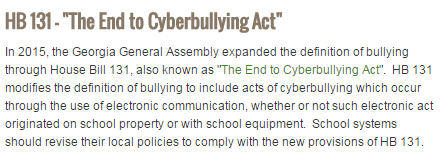 HB 131 - "The End to Cyberbullying Act"
In 2015, the Georgia General Assembly expanded the definition of bullying
through House Bill 131, also known as "The End to Cyberbullying Act".  HB 131
modifies the definition of bullying to include acts of cyberbullying which occur
through the use of electronic communication, whether or not such electronic act
originated on school property or with school equipment.  School systems
should revise their local policies to comply with the new provisions of HB 131.